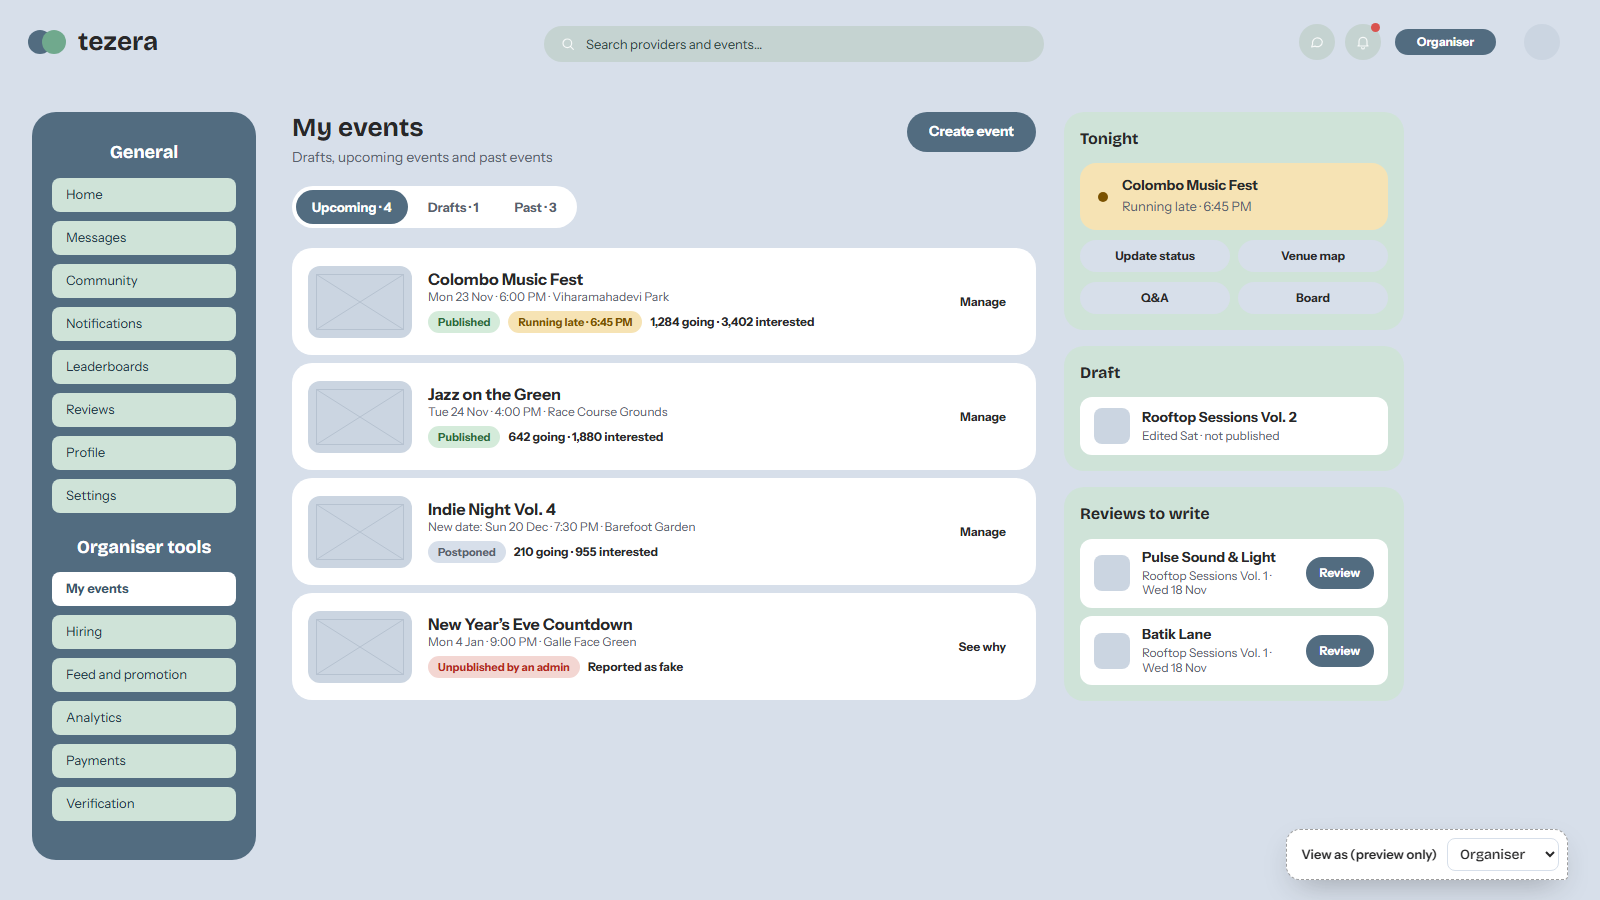 tezera
Search providers and events...
Organiser
General
Home
Messages
Community
Notifications
Leaderboards
Reviews
Profile
Settings
Organiser tools
My events
Hiring
Feed and promotion
Analytics
Payments
Verification
My events
Drafts, upcoming events and past events
Create event
Upcoming · 4
Drafts · 1
Past · 3
Colombo Music Fest
Mon 23 Nov · 6:00 PM · Viharamahadevi Park
Published
Running late · 6:45 PM
1,284 going · 3,402 interested
Manage
Jazz on the Green
Tue 24 Nov · 4:00 PM · Race Course Grounds
Published
642 going · 1,880 interested
Manage
Indie Night Vol. 4
New date: Sun 20 Dec · 7:30 PM · Barefoot Garden
Postponed
210 going · 955 interested
Manage
New Year’s Eve Countdown
Mon 4 Jan · 9:00 PM · Galle Face Green
Unpublished by an admin
Reported as fake
See why
Tonight
Colombo Music Fest
Running late · 6:45 PM
Update status
Venue map
Q&A
Board
Draft
Rooftop Sessions Vol. 2
Edited Sat · not published
Reviews to write
Pulse Sound & Light
Rooftop Sessions Vol. 1 ·
Wed 18 Nov
Review
Batik Lane
Rooftop Sessions Vol. 1 ·
Wed 18 Nov
Review
View as (preview only)
Organiser